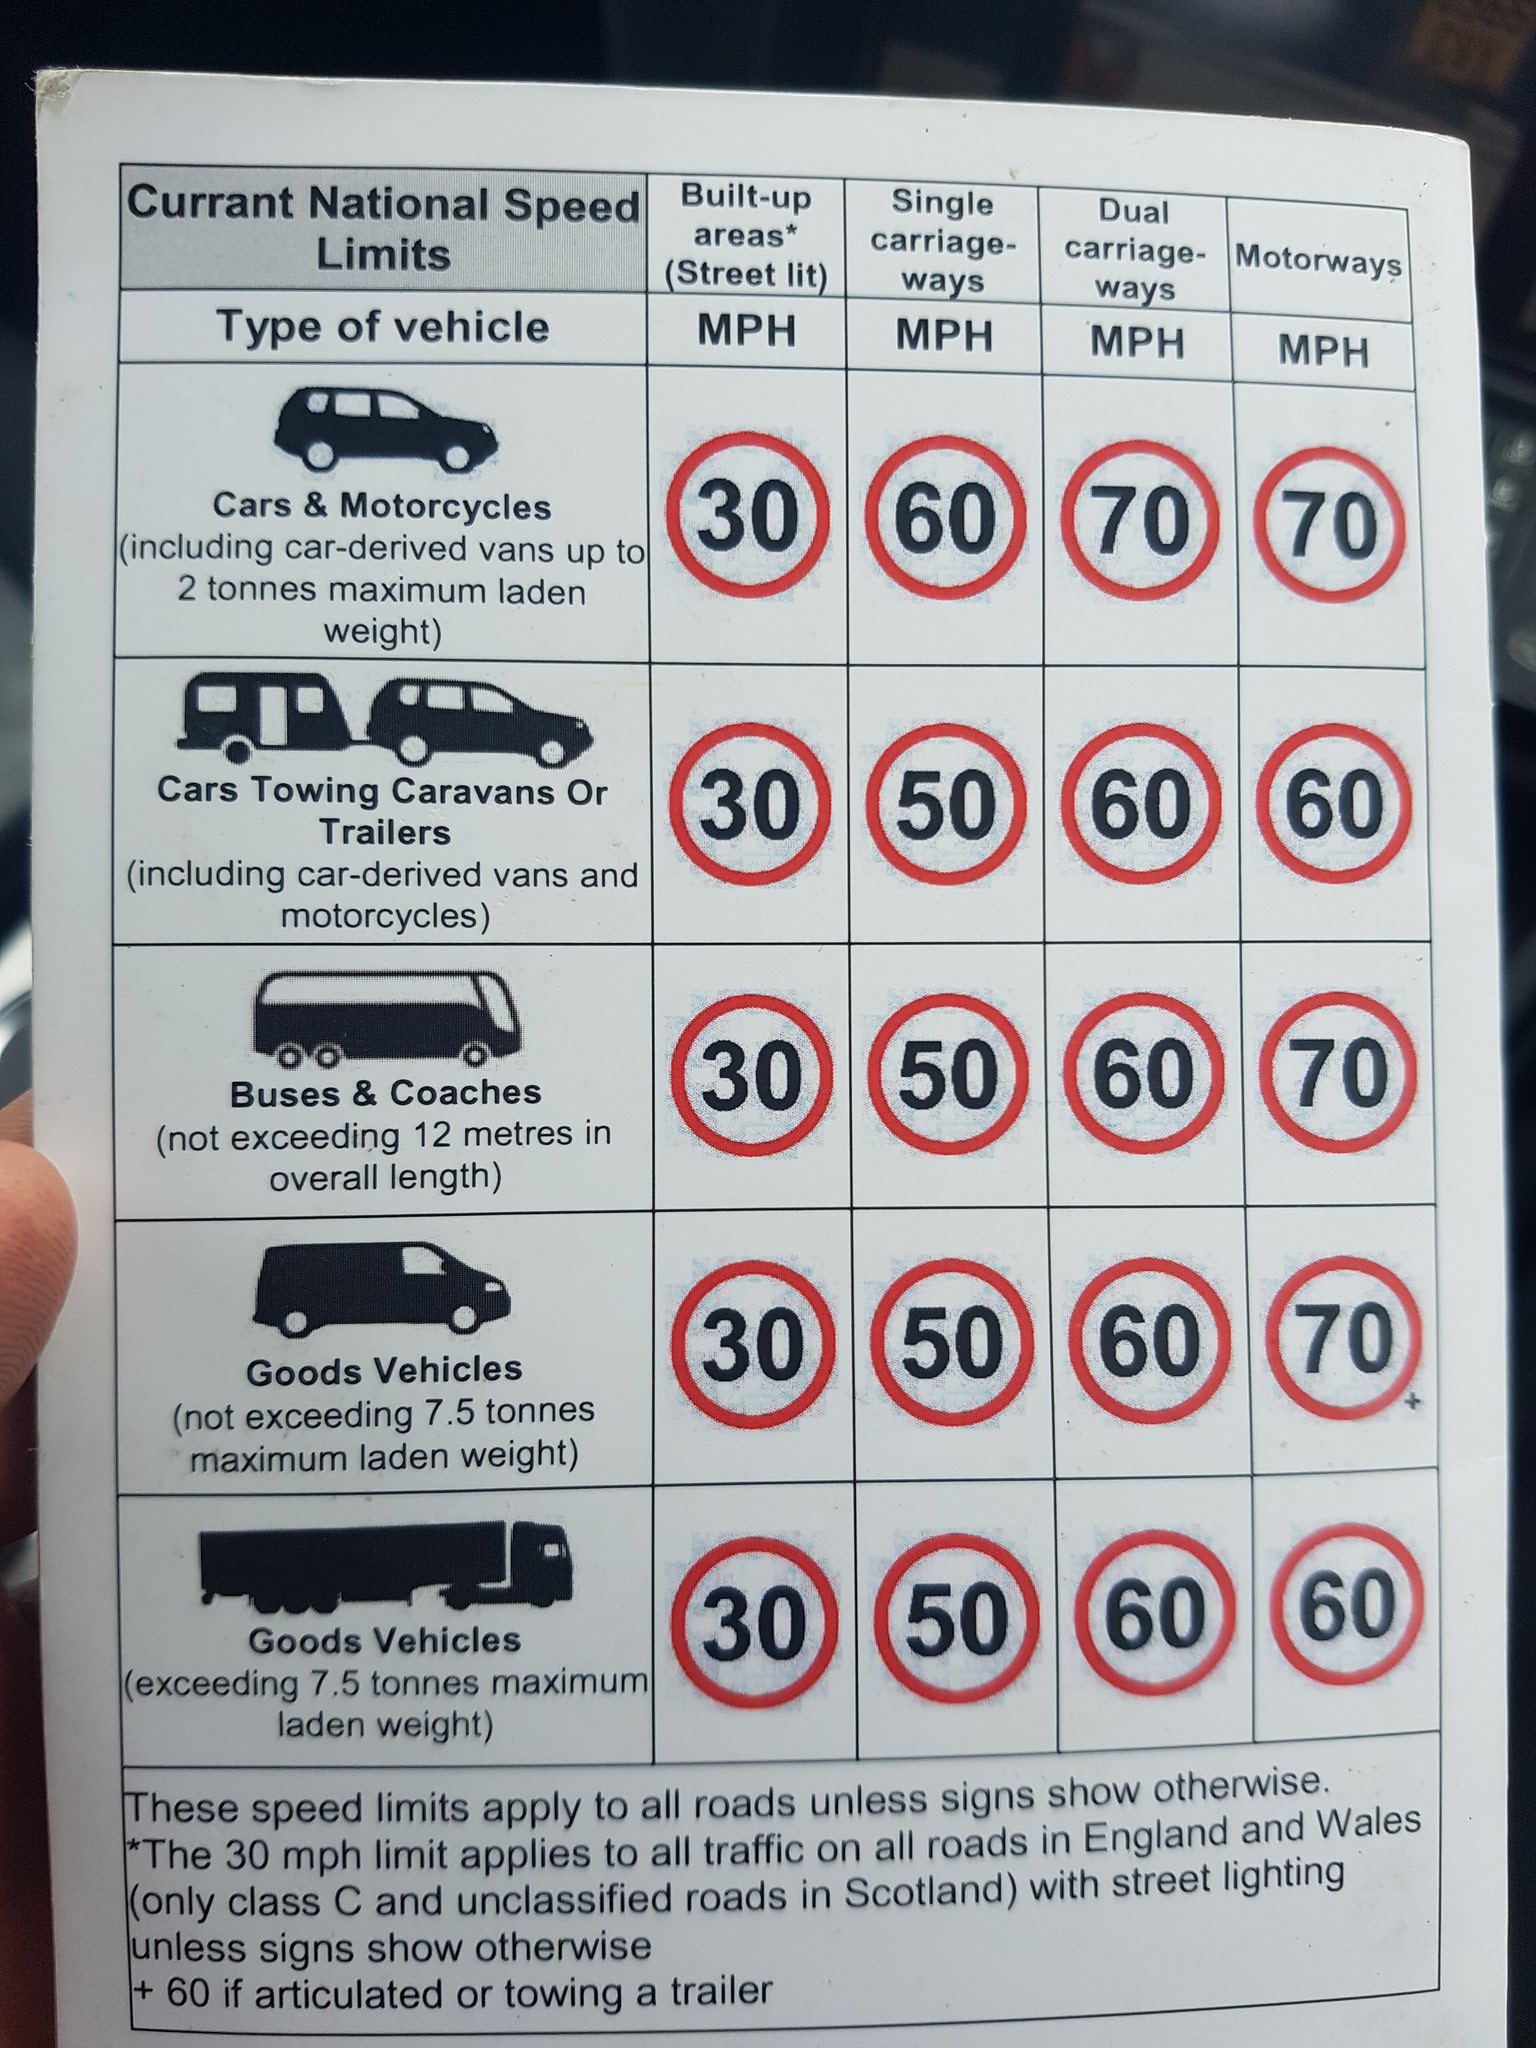 Currant National Speed
Limits
Built-up
areas*
(Street lit)
Single
carriage-
ways
Dual
carriage-
ways
Motorways
Type of vehicle
MPH
MPH
MPH
MPH
Cars & Motorcycles
(including car-derived vans up to
2 tonnes maximum laden
weight)
30
60
70
70
Cars Towing Caravans Or
Trailers
(including car-derived vans and
motorcycles)
30
50
60
60
Buses & Coaches
(not exceeding 12 metres in
overall length)
30
50
60
70
Goods Vehicles
(not exceeding 7.5 tonnes
maximum laden weight)
30
50
60
70
+
Goods Vehicles
(exceeding 7.5 tonnes maximum
laden weight)
30
50
60
60
These speed limits apply to all roads unless signs show otherwise.
*The 30 mph limit applies to all traffic on all roads in England and Wales
(only class C and unclassified roads in Scotland) with street lighting
unless signs show otherwise
+ 60 if articulated or towing a trailer